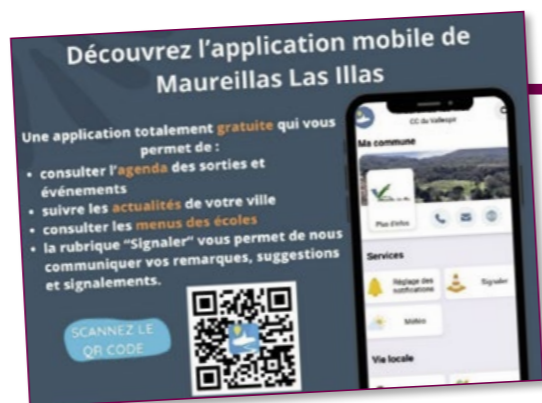 Découvrez l'application mobile de
Maureillas Las Illas
Une application totalement gratuite qui vous
permet de :
• consulter l'agenda des sorties et
événements
• suivre les actualités de votre ville
• consulter les menus des écoles
• la rubrique "Signaler" vous permet de nous
communiquer vos remarques, suggestions
et signalements.
SCANNEZ LE
QR CODE
CC du Vallespir
Ma commune
Plus d'infos
Services
Réglage des
notifications
Signaler
Météo
Vie locale